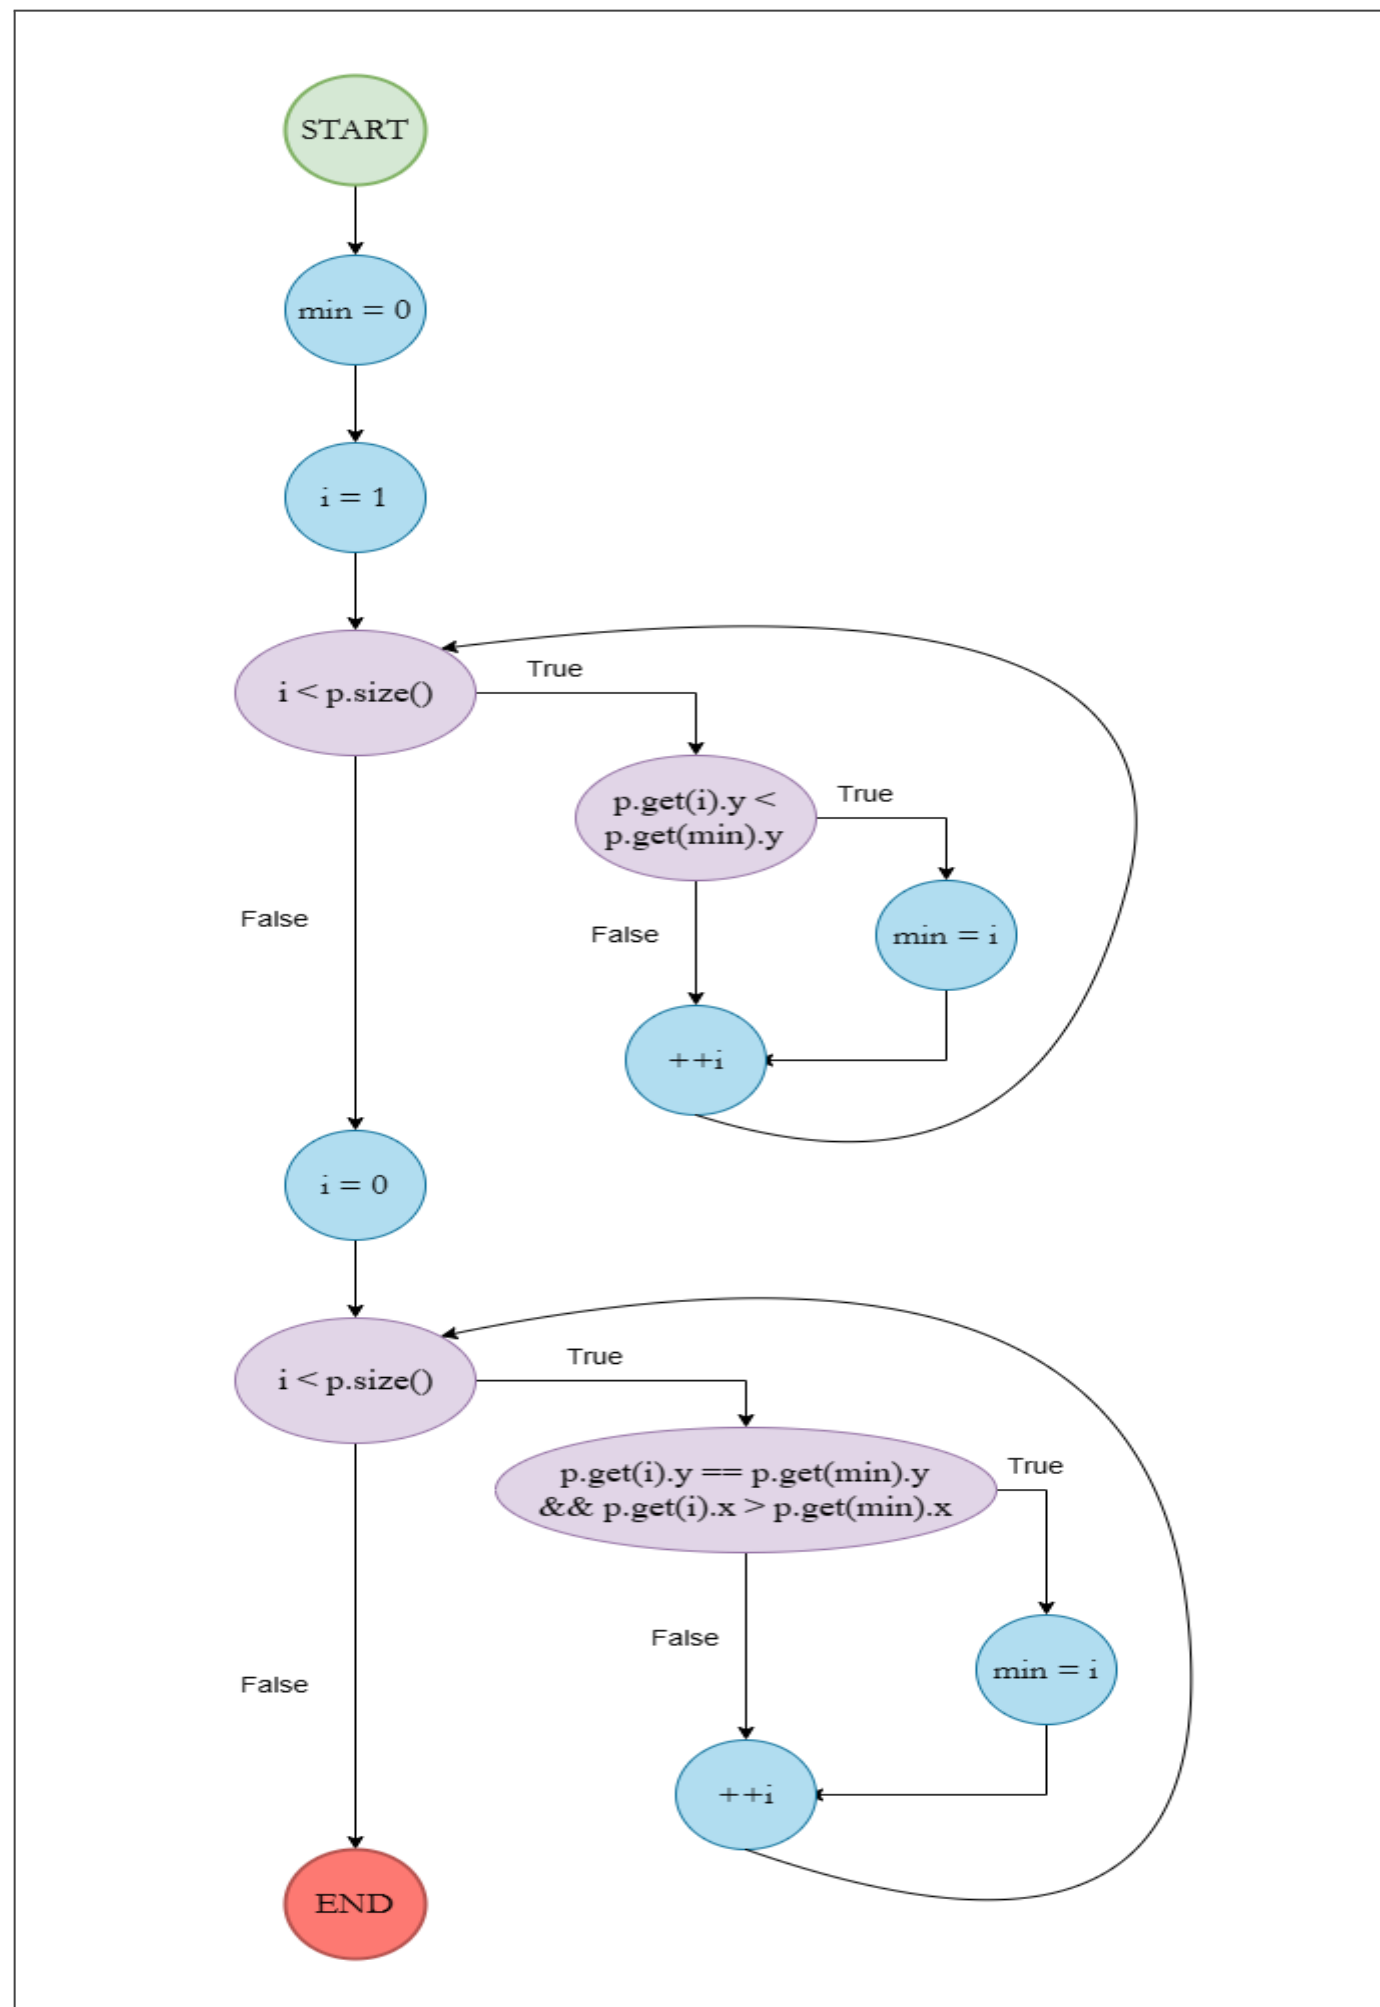 START
min = 0
i = 1
i < p.size()
True
p.get(i).y <
p.get(min).y
True
False
False
min = i
++i
i = 0
i < p.size()
True
p.get(i).y == p.get(min).y
&& p.get(i).x > p.get(min).x
True
False
min = i
False
++i
END